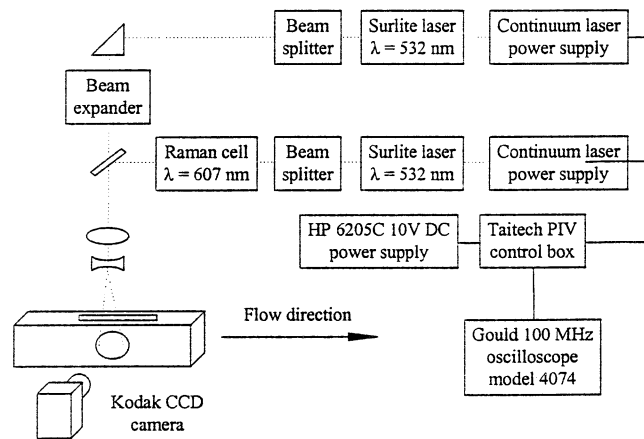 Beam
splitter
Surlite laser
λ = 532 nm
Continuum laser
power supply
Beam
expander
Raman cell
λ = 607 nm
Beam
splitter
Surlite laser
λ = 532 nm
Continuum laser
power supply
HP 6205C 10V DC
power supply
Taitech PIV
control box
Flow direction
Gould 100 MHz
oscilloscope
model 4074
Kodak CCD
camera